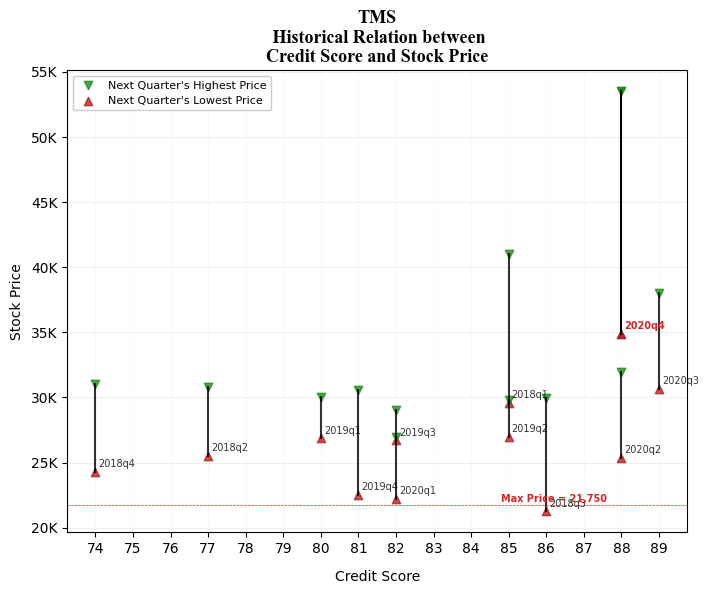 TMS
Historical Relation between
Credit Score and Stock Price
Next Quarter's Highest Price
Next Quarter's Lowest Price
Stock Price
55K
50K
45K
40K
35K
30K
25K
20K
2020q4
2020q3
2018q1
2019q1
2019q3
2019q2
2018q2
2020q2
2018q4
2019q4
2020q1
Max Price = 21,750
2018q3
74 75 76 77 78 79 80 81 82 83 84 85 86 87 88 89
Credit Score